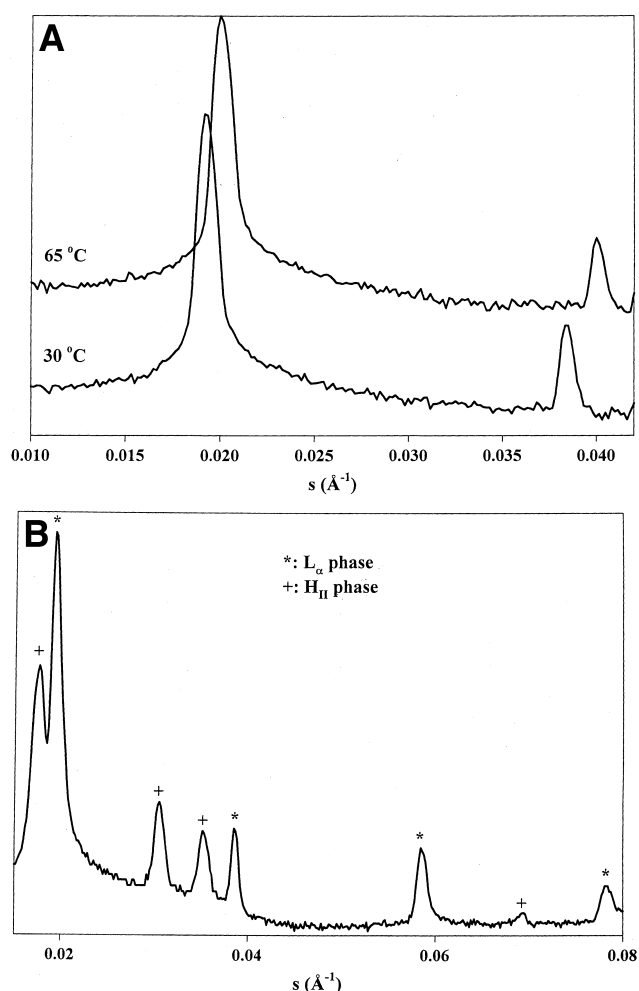 A
65 °C
30 °C
0.010 0.015 0.020 0.025 0.030 0.035 0.040
s (Å⁻¹)
B
*
*: Lα phase
+: HII phase
+
+
+
*
*
+
*
0.02 0.04 0.06 0.08
s (Å⁻¹)